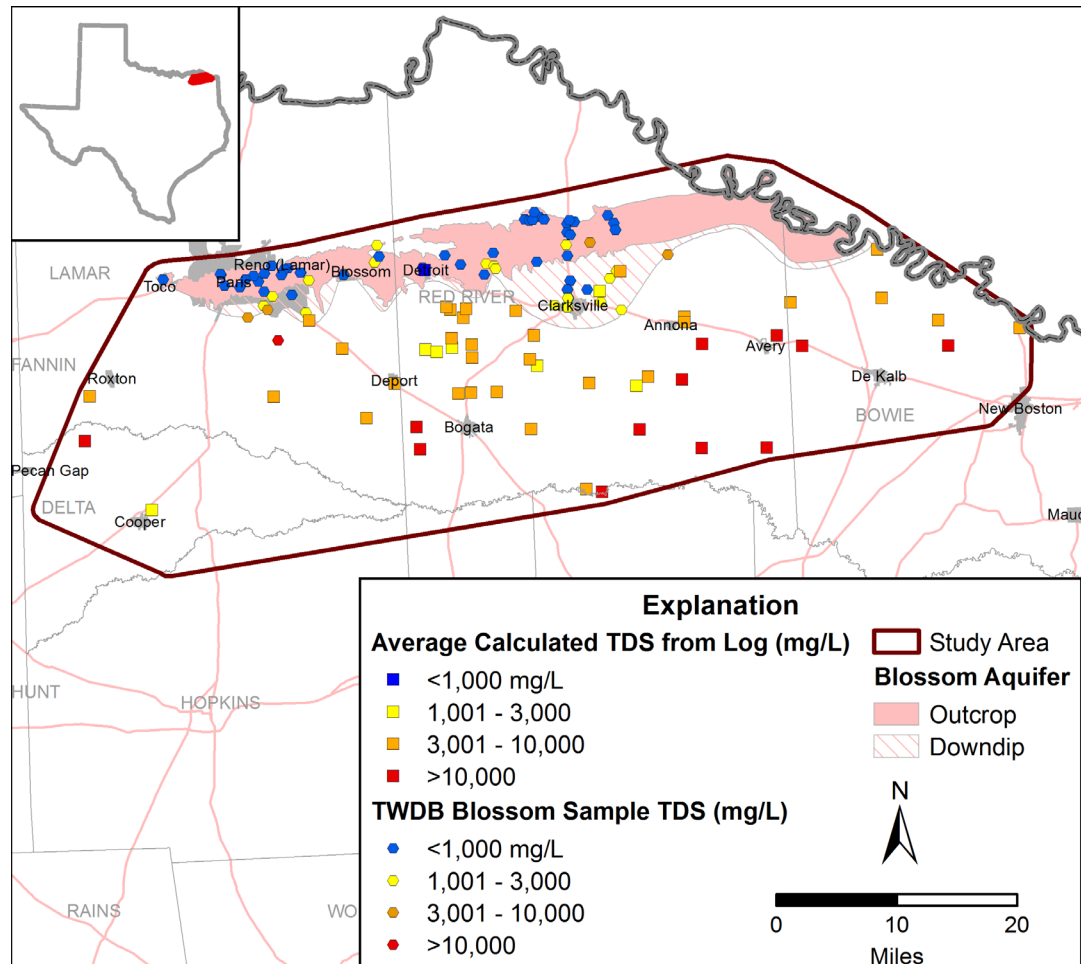 LAMAR
Reno (Lamar)
Toco
Paris
Blossom
Detroit
RED RIVER
Clarksville
Annona
FANNIN
Roxton
Deport
Avery
De Kalb
BOWIE
New Boston
Bogata
Pecan Gap
DELTA
Cooper
Maud
HUNT
HOPKINS
RAINS
WO
Explanation
Average Calculated TDS from Log (mg/L)
<1,000 mg/L
1,001 - 3,000
3,001 - 10,000
>10,000
TWDB Blossom Sample TDS (mg/L)
<1,000 mg/L
1,001 - 3,000
3,001 - 10,000
>10,000
Study Area
Blossom Aquifer
Outcrop
Downdip
N
0 10 20
Miles